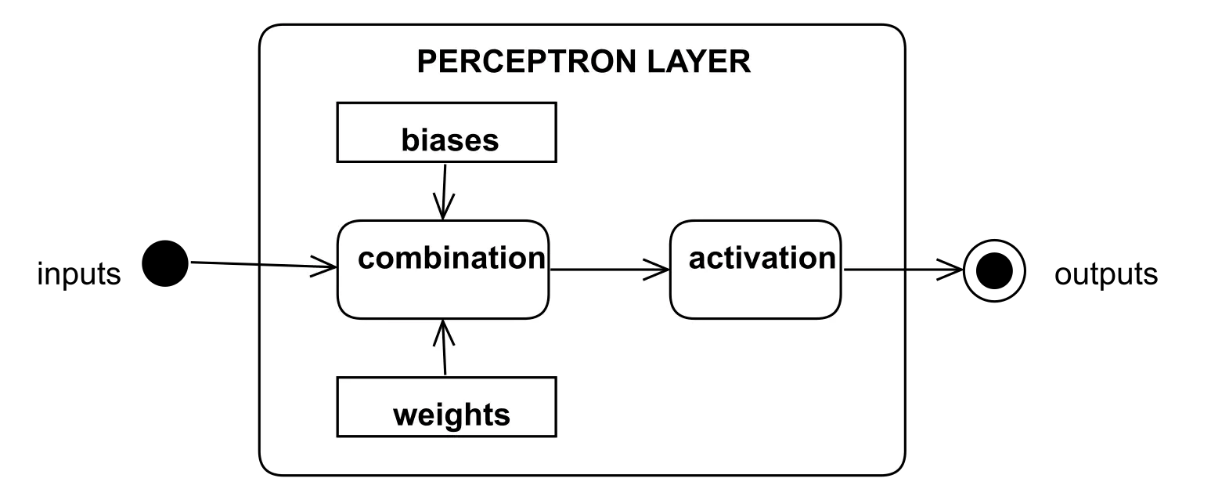 PERCEPTRON LAYER
biases
inputs
combination
activation
outputs
weights